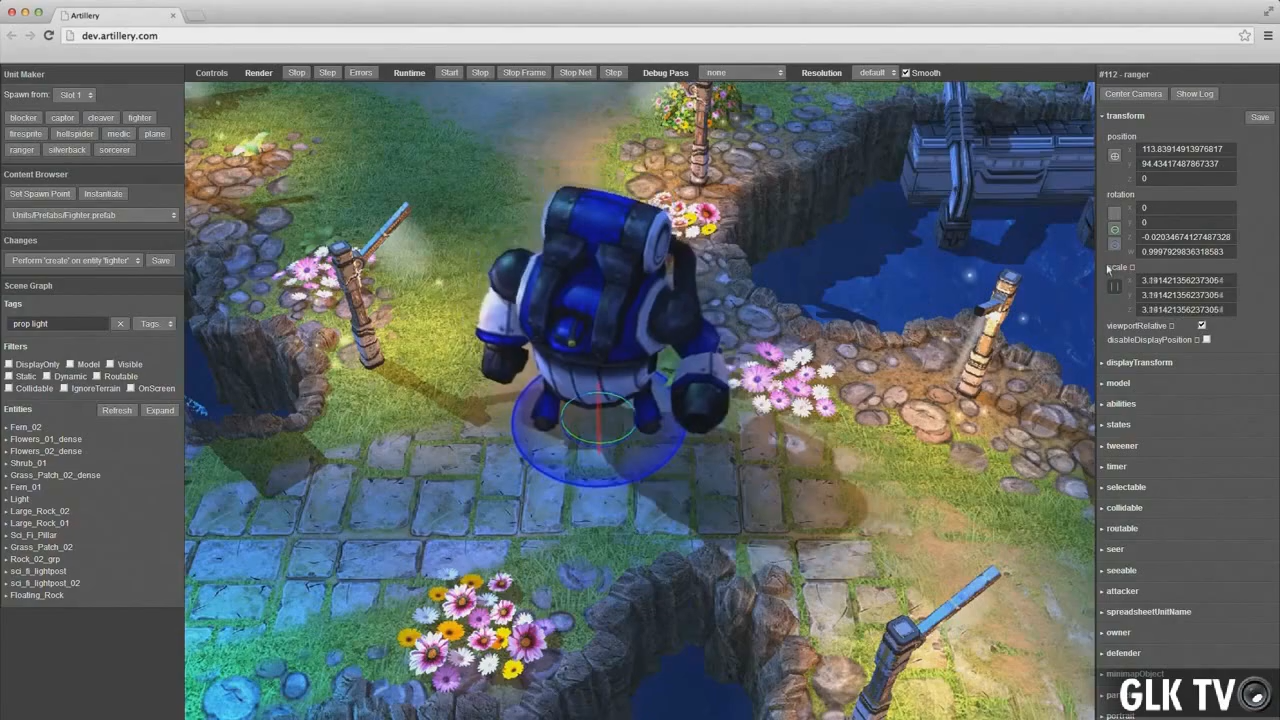 Artillery
dev.artillery.com
Unit Maker
Spawn from: Slot 1
blocker captor cleaver fighter
firesprite hellspider medic plane
ranger silverback sorcerer
Content Browser
Set Spawn Point Instantiate
Units/Prefabs/Fighter.prefab
Changes
Perform 'create' on entity 'fighter' Save
Scene Graph
Tags
prop light Tags
Filters
DisplayOnly Model Visible
Static Dynamic Routable
Collidable IgnoreTerrain OnScreen
Entities Refresh Expand
Fern_02
Flowers_01_dense
Flowers_02_dense
Shrub_01
Grass_Patch_02_dense
Fern_01
Light
Large_Rock_02
Large_Rock_01
Sci_Fi_Pillar
Grass_Patch_02
Rock_02_grp
sci_fi_lightpost
sci_fi_lightpost_02
Floating_Rock
Controls Render Stop Step Errors Runtime Start Stop Stop Frame Stop Net Step Debug Pass none Resolution default Smooth
#112 - ranger
Center Camera Show Log
transform Save
position
X 113.83914913976817
Y 94.43417487867337
Z 0
rotation
X 0
Y 0
Z -0.02034674127487328
W 0.9997929836318583
scale
viewportRelative
disableDisplayPosition
displayTransform
model
abilities
states
tweener
timer
selectable
collidable
routable
seer
seeable
attacker
spreadsheetUnitName
owner
defender
minimapObject
portrait
GLK TV